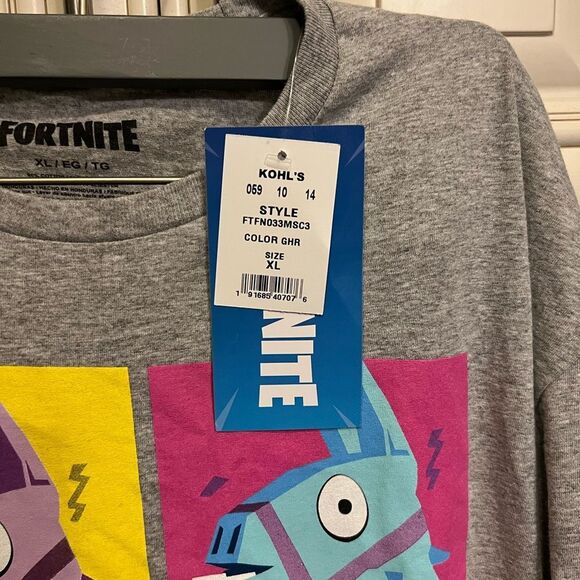 FORTNITE
XL / EG / TG
KOHL'S
059 10 14
STYLE
FTFN033MSC3
COLOR GHR
SIZE
XL
1 91685 40707 6
NITE